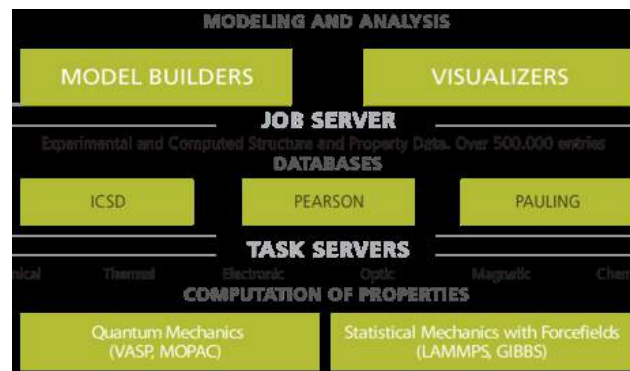 MODELING AND ANALYSIS
MODEL BUILDERS VISUALIZERS
JOB SERVER
Experimental and Computed Structure and Property Data. Over 500.000 entries
DATABASES
ICSD PEARSON PAULING
TASK SERVERS
Thermal Electronic Optic Magnetic
COMPUTATION OF PROPERTIES
Quantum Mechanics Statistical Mechanics with Forcefields
(VASP, MOPAC) (LAMMPS, GIBBS)